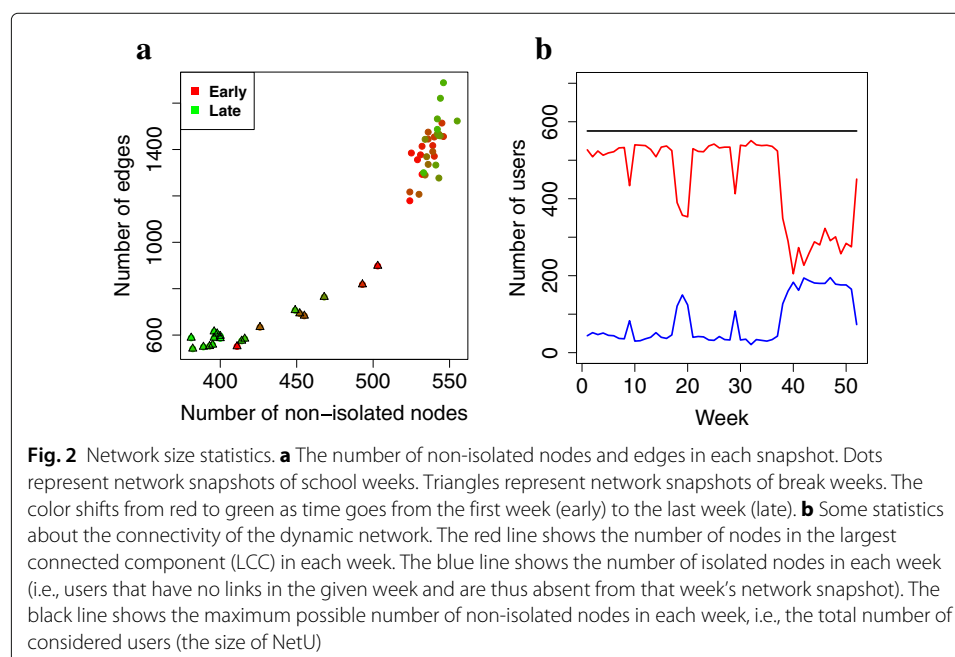 a
b
Early
Late
1400
1000
600
Number of edges
400
450
500
550
Number of non−isolated nodes
600
400
200
0
Number of users
0
10
20
30
40
50
Week
Fig. 2 Network size statistics. a The number of non-isolated nodes and edges in each snapshot. Dots
represent network snapshots of school weeks. Triangles represent network snapshots of break weeks. The
color shifts from red to green as time goes from the first week (early) to the last week (late). b Some statistics
about the connectivity of the dynamic network. The red line shows the number of nodes in the largest
connected component (LCC) in each week. The blue line shows the number of isolated nodes in each week
(i.e., users that have no links in the given week and are thus absent from that week's network snapshot). The
black line shows the maximum possible number of non-isolated nodes in each week, i.e., the total number of
considered users (the size of NetU)